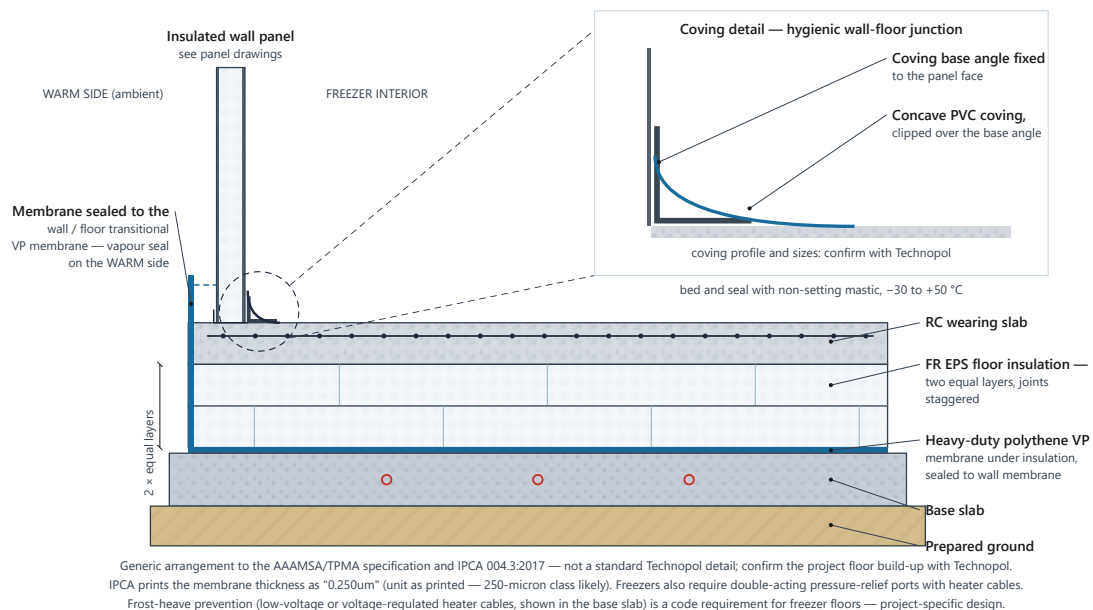 Insulated wall panel
see panel drawings
WARM SIDE (ambient)
FREEZER INTERIOR
Coving detail — hygienic wall-floor junction
Coving base angle fixed
to the panel face
Concave PVC coving,
clipped over the base angle
coving profile and sizes: confirm with Technopol
bed and seal with non-setting mastic, −30 to +50 °C
Membrane sealed to the
wall / floor transitional
VP membrane — vapour seal
on the WARM side
RC wearing slab
FR EPS floor insulation —
two equal layers, joints
staggered
2 × equal layers
Heavy-duty polythene VP
membrane under insulation,
sealed to wall membrane
Base slab
Prepared ground
Generic arrangement to the AAAMSA/TPMA specification and IPCA 004.3:2017 — not a standard Technopol detail; confirm the project floor build-up with Technopol.
IPCA prints the membrane thickness as "0.250um" (unit as printed — 250-micron class likely). Freezers also require double-acting pressure-relief ports with heater cables.
Frost-heave prevention (low-voltage or voltage-regulated heater cables, shown in the base slab) is a code requirement for freezer floors — project-specific design.